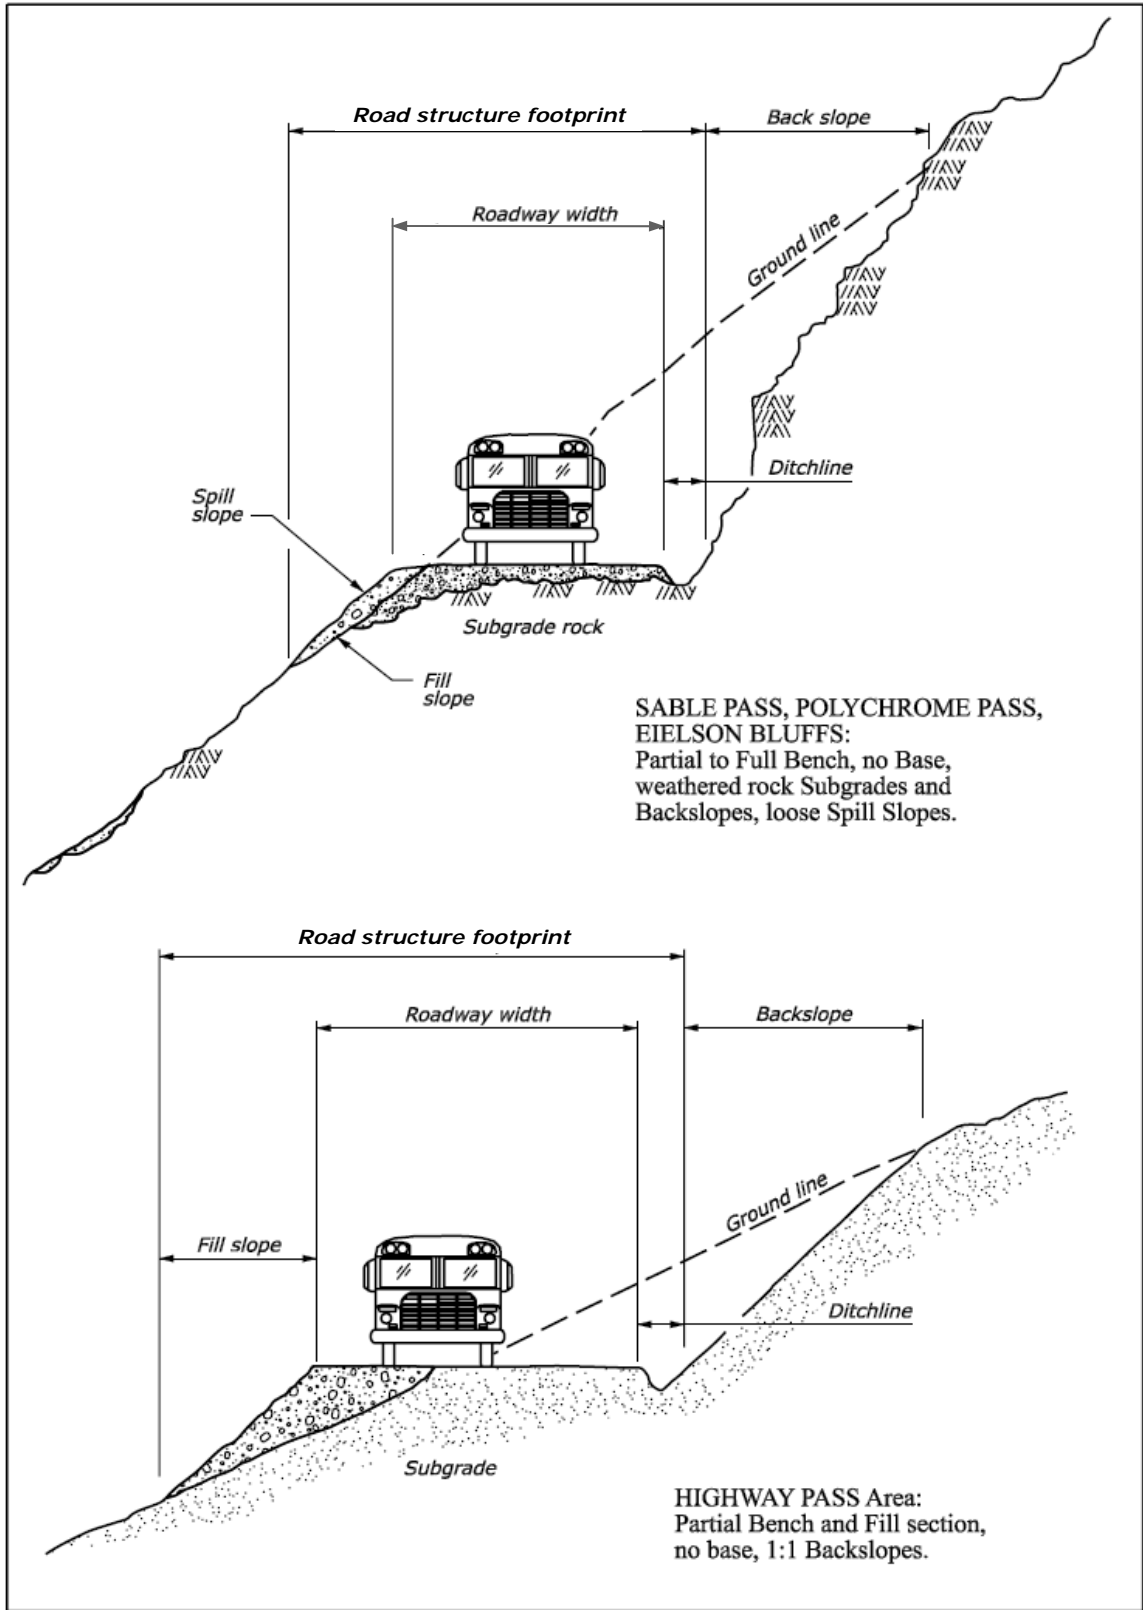 Road structure footprint
Back slope
Roadway width
Ground line
Ditchline
Spill
slope
Subgrade rock
Fill
slope
SABLE PASS, POLYCHROME PASS,
EIELSON BLUFFS:
Partial to Full Bench, no Base,
weathered rock Subgrades and
Backslopes, loose Spill Slopes.
Road structure footprint
Roadway width
Backslope
Ground line
Fill slope
Ditchline
Subgrade
HIGHWAY PASS Area:
Partial Bench and Fill section,
no base, 1:1 Backslopes.